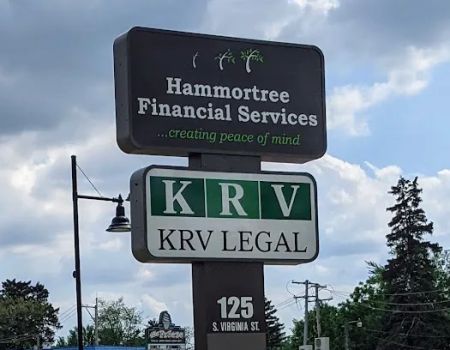 Hammortree
Financial Services
...creating peace of mind
KRV
KRV LEGAL
125
S. VIRGINIA ST.